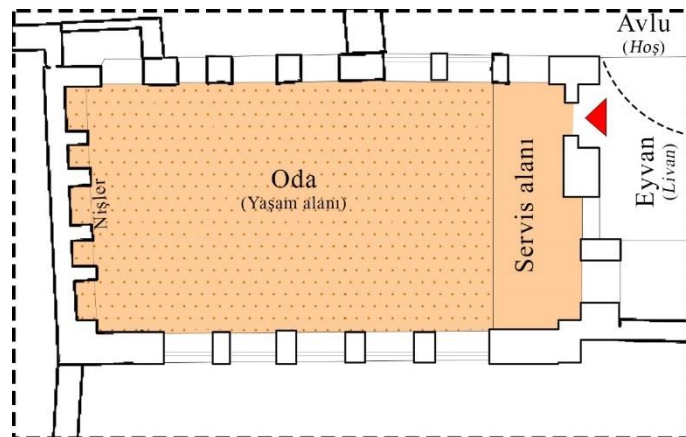 Avlu
(Hoş)
Oda
(Yaşam alanı)
Nişler
Servis alanı
Eyvan
(Livan)